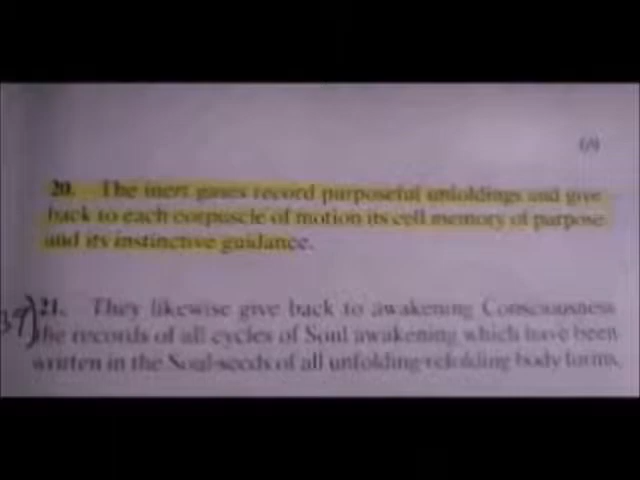 69
20. The inert gases record purposeful unfoldings and give
back to each corpuscle of motion its cell memory of purpose
and its instinctive guidance.
21. They likewise give back to awakening Consciousness
the records of all cycles of Soul awakening which have been
written in the Soul-seeds of all unfolding-refolding body forms.